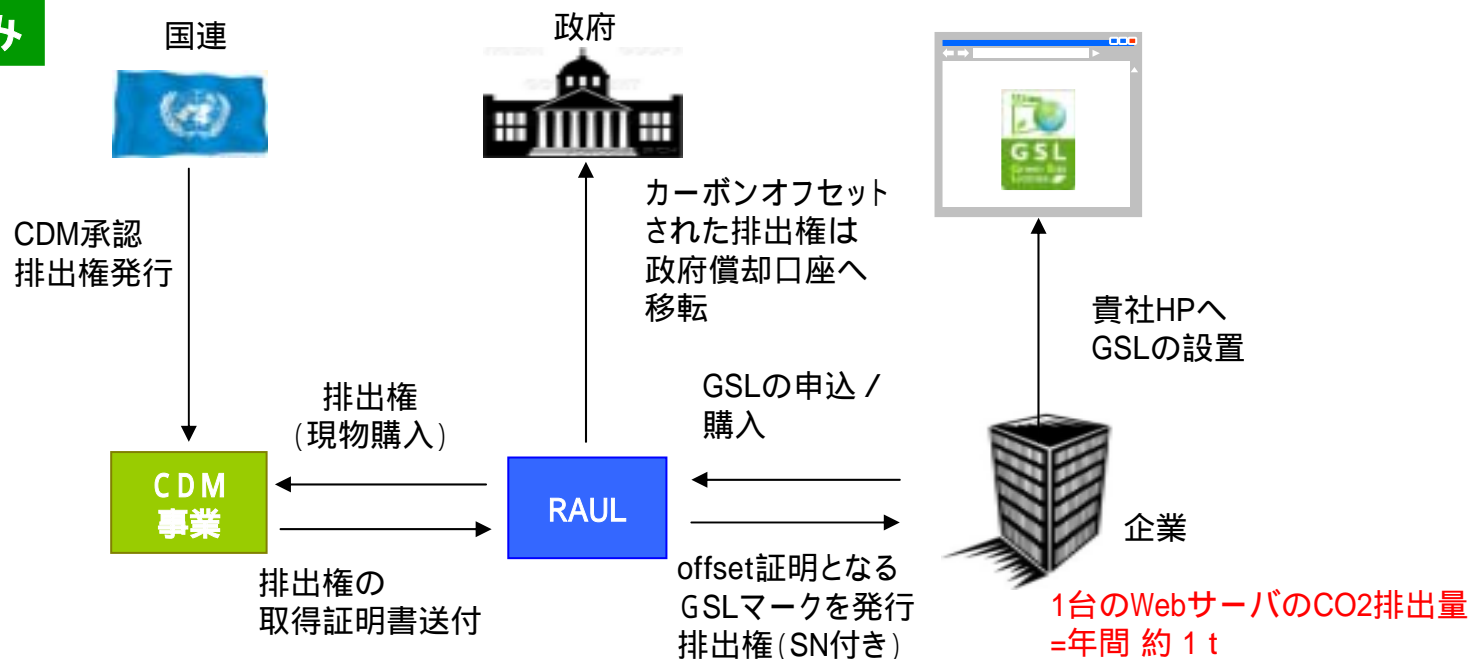 み
国連
政府
CDM承認
排出権発行
カーボンオフセット
された排出権は
政府償却口座へ
移転
GSL
貴社HPへ
GSLの設置
排出権
(現物購入)
GSLの申込 /
購入
CDM
事業
RAUL
企業
排出権の
取得証明書送付
offset証明となる
GSLマークを発行
排出権(SN付き)
1台のWebサーバのCO2排出量
=年間 約 1 t